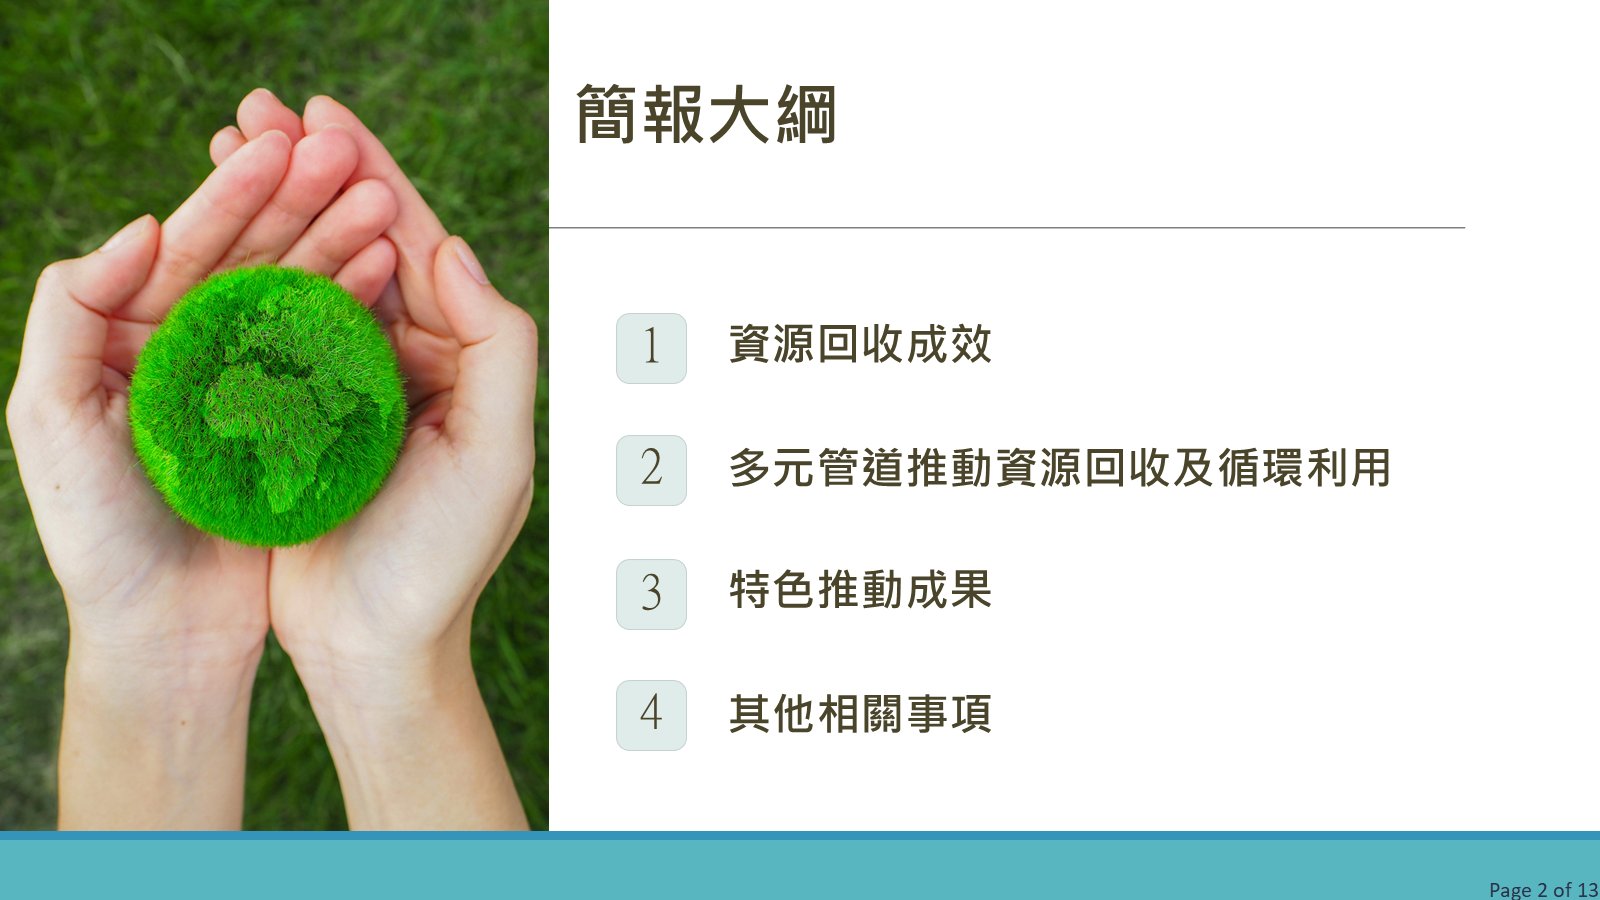 簡報大綱
1 資源回收成效
2 多元管道推動資源回收及循環利用
3 特色推動成果
4 其他相關事項
Page 2 of 13